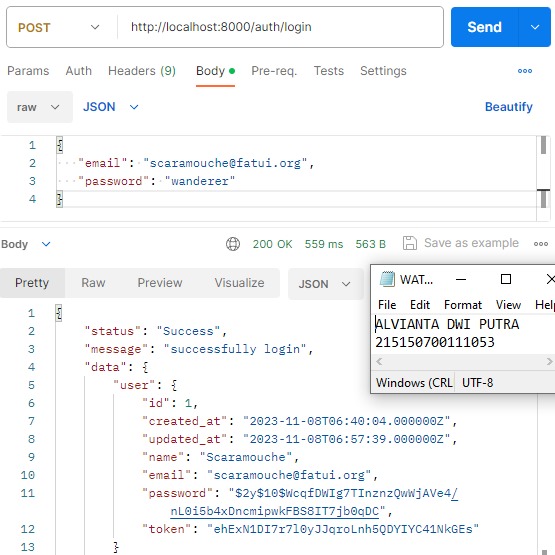 POST http://localhost:8000/auth/login Send
Params Auth Headers (9) Body Pre-req. Tests Settings
raw JSON Beautify
1 {
2 "email": "scaramouche@fatui.org",
3 "password": "wanderer"
4 }
Body 200 OK 559 ms 563 B Save as example
Pretty Raw Preview Visualize JSON
1 {
2 "status": "Success",
3 "message": "successfully login",
4 "data": {
5 "user": {
6 "id": 1,
7 "created_at": "2023-11-08T06:40:04.000000Z",
8 "updated_at": "2023-11-08T06:57:39.000000Z",
9 "name": "Scaramouche",
10 "email": "scaramouche@fatui.org",
11 "password": "$2y$10$WcqfDWIg7TInznzQwWjAVe4/
nL0i5b4xDncmipwkFBS8IT7jb0qDC",
12 "token": "ehExN1DI7r7l0yJJqroLnh5QDYIYC41NkGEs"
13 }
WAT...
File Edit Format View Help
ALVIANTA DWI PUTRA
215150700111053
Windows (CRL UTF-8